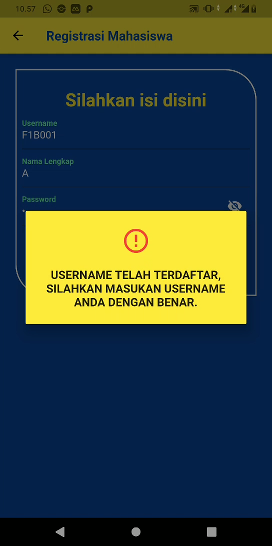 10.57
Registrasi Mahasiswa
Silahkan isi disini
Username
F1B001
Nama Lengkap
A
Password
USERNAME TELAH TERDAFTAR,
SILAHKAN MASUKAN USERNAME
ANDA DENGAN BENAR.